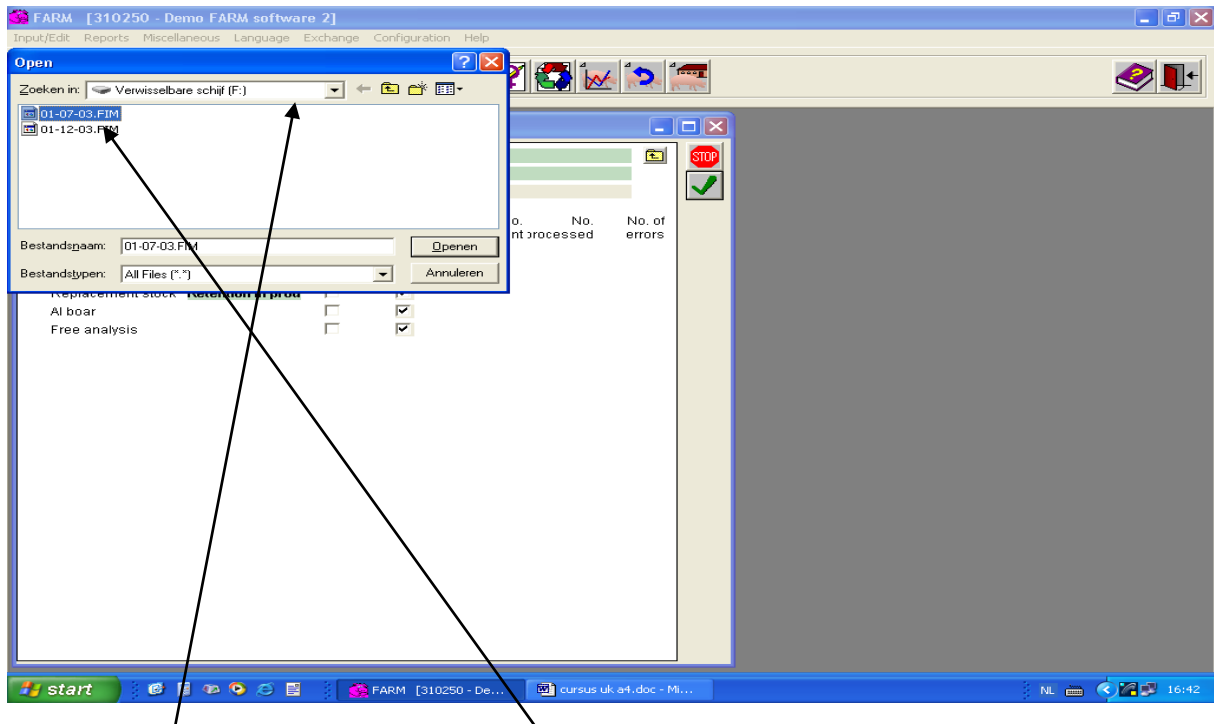 FARM [310250 - Demo FARM software 2]
Input/Edit Reports Miscellaneous Language Exchange Configuration Help
Open
Zoeken in: Verwisselbare schijf (F:)
01-07-03.FIM
01-12-03.FIM
STOP
No. No. of
processed errors
Bestandsnaam: 01-07-03.FIM Openen
Bestandstypen: All Files (*.*) Annuleren
Replacement stock Retention in prod
AI boar
Free analysis
start FARM [310250 - De... cursus uk a4.doc - Mi... NL 16:42